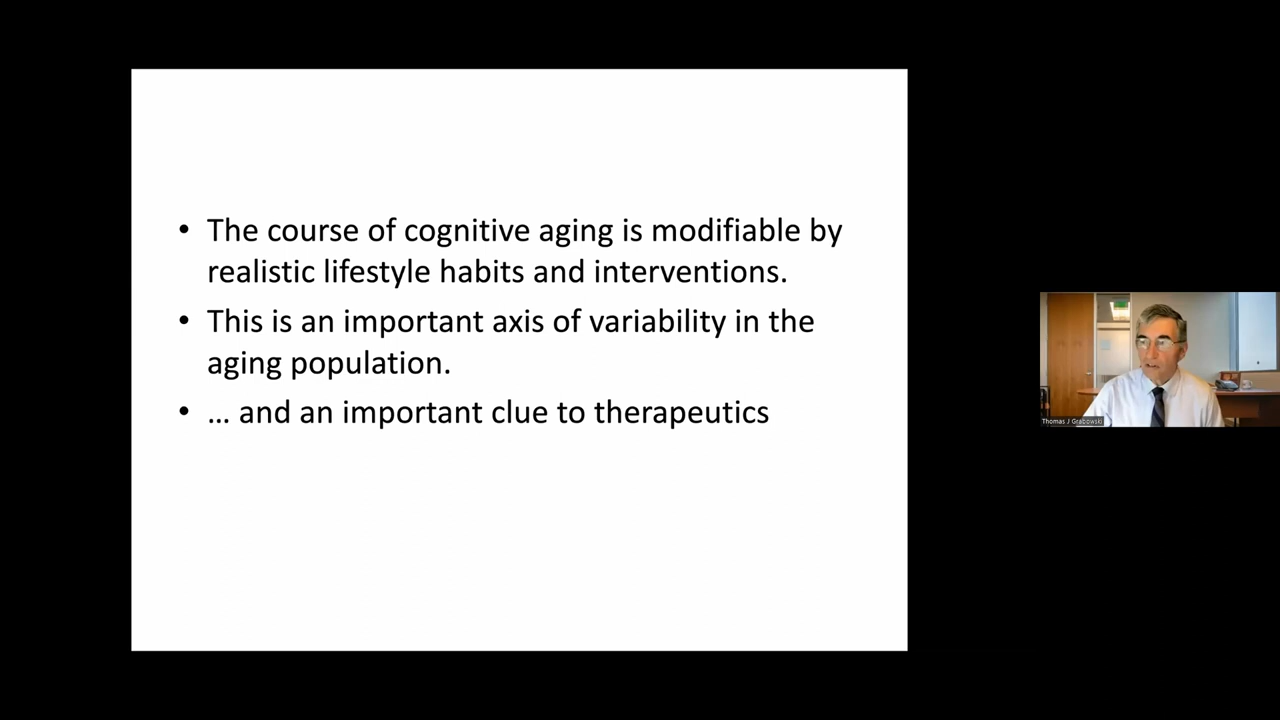 • The course of cognitive aging is modifiable by
realistic lifestyle habits and interventions.
• This is an important axis of variability in the
aging population.
• … and an important clue to therapeutics
Thomas J Grabowski